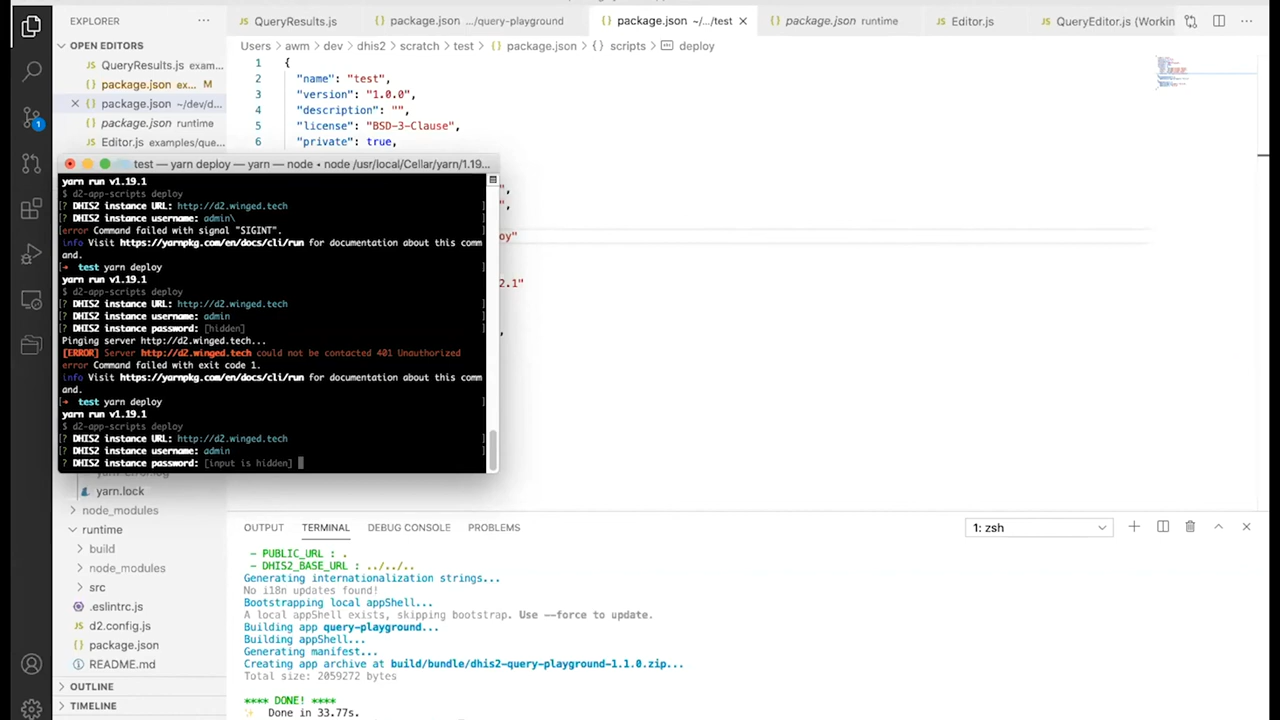 EXPLORER
OPEN EDITORS
QueryResults.js exam...
package.json ex... M
package.json ~/dev/d...
package.json runtime
Editor.js examples/que...
yarn.lock
node_modules
runtime
build
node_modules
src
.eslintrc.js
d2.config.js
package.json
README.md
OUTLINE
TIMELINE
1
QueryResults.js
package.json .../query-playground
package.json ~/.../test
package.json runtime
Editor.js
QueryEditor.js (Workin
Users > awm > dev > dhis2 > scratch > test > package.json > {} scripts > deploy
1 {
2 "name": "test",
3 "version": "1.0.0",
4 "description": "",
5 "license": "BSD-3-Clause",
6 "private": true,
",
",
oy"
2.1"
,
test — yarn deploy — yarn — node • node /usr/local/Cellar/yarn/1.19...
yarn run v1.19.1
$ d2-app-scripts deploy
[? DHIS2 instance URL: http://d2.winged.tech ]
[? DHIS2 instance username: admin\ ]
error Command failed with signal "SIGINT".
info Visit https://yarnpkg.com/en/docs/cli/run for documentation about this comm
and.
[→ test yarn deploy ]
yarn run v1.19.1
$ d2-app-scripts deploy
[? DHIS2 instance URL: http://d2.winged.tech ]
[? DHIS2 instance username: admin ]
[? DHIS2 instance password: [hidden] ]
Pinging server http://d2.winged.tech...
[ERROR] Server http://d2.winged.tech could not be contacted 401 Unauthorized
error Command failed with exit code 1.
info Visit https://yarnpkg.com/en/docs/cli/run for documentation about this comm
and.
[→ test yarn deploy ]
yarn run v1.19.1
$ d2-app-scripts deploy
[? DHIS2 instance URL: http://d2.winged.tech ]
[? DHIS2 instance username: admin ]
? DHIS2 instance password: [input is hidden]
OUTPUT TERMINAL DEBUG CONSOLE PROBLEMS 1: zsh
- PUBLIC_URL : .
- DHIS2_BASE_URL : ../../..
Generating internationalization strings...
No i18n updates found!
Bootstrapping local appShell...
A local appShell exists, skipping bootstrap. Use --force to update.
Building app query-playground...
Building appShell...
Generating manifest...
Creating app archive at build/bundle/dhis2-query-playground-1.1.0.zip...
Total size: 2059272 bytes
**** DONE! ****
✨ Done in 33.77s.